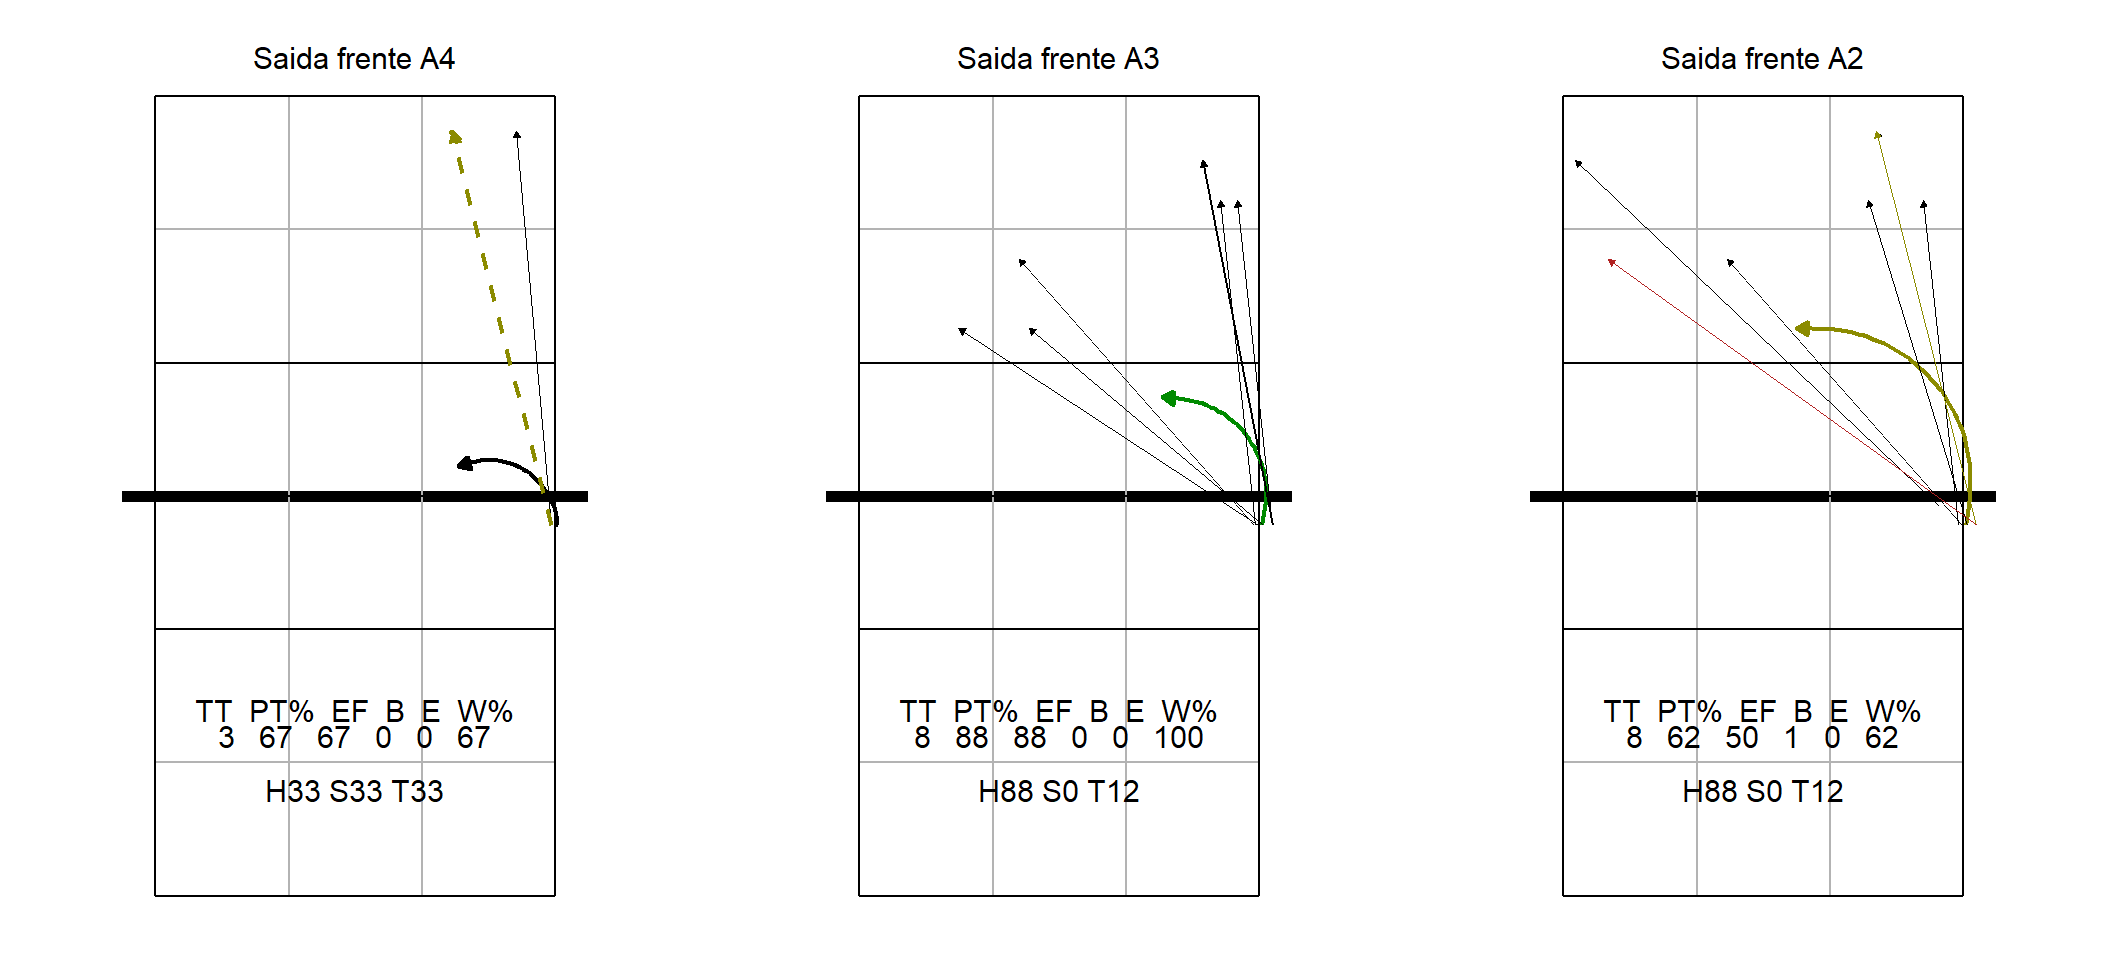 Saida frente A4
TT PT% EF B E W%
3 67 67 0 0 67
H33 S33 T33
Saida frente A3
TT PT% EF B E W%
8 88 88 0 0 100
H88 S0 T12
Saida frente A2
TT PT% EF B E W%
8 62 50 1 0 62
H88 S0 T12